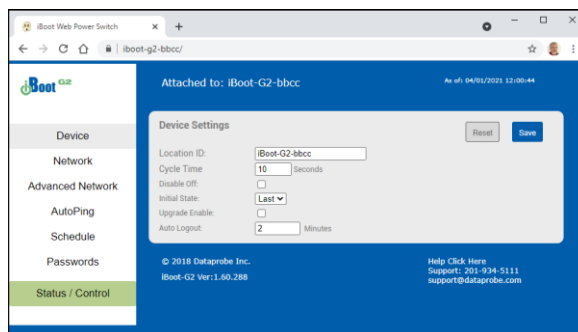 iBoot Web Power Switch
iboot-g2-bbcc/
iBoot G2
Attached to: iBoot-G2-bbcc
As of: 04/01/2021 12:00:44
Device
Network
Advanced Network
AutoPing
Schedule
Passwords
Status / Control
Device Settings
Reset Save
Location ID: iBoot-G2-bbcc
Cycle Time 10 Seconds
Disable Off:
Initial State: Last
Upgrade Enable:
Auto Logout: 2 Minutes
© 2018 Dataprobe Inc.
iBoot-G2 Ver:1.60.288
Help Click Here
Support: 201-934-5111
support@dataprobe.com